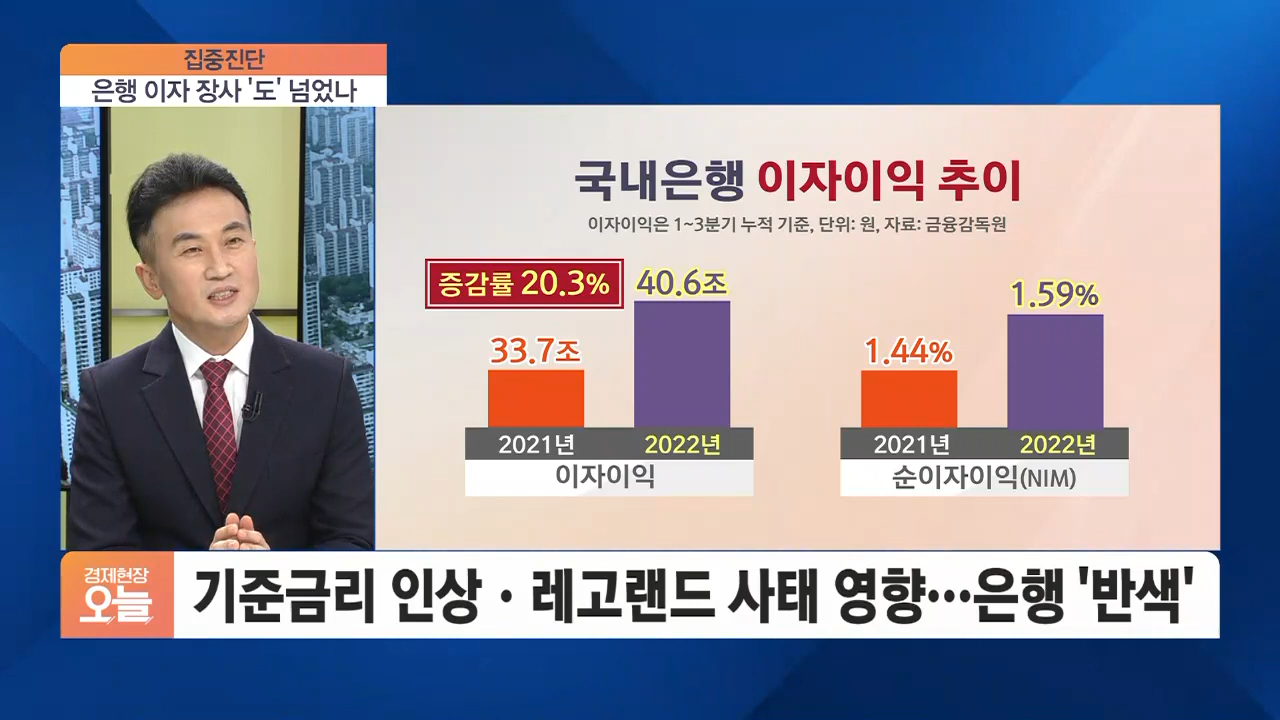 집중진단
은행 이자 장사 '도' 넘었나
국내은행 이자이익 추이
이자이익은 1~3분기 누적 기준, 단위: 원, 자료: 금융감독원
증감률 20.3%
33.7조
40.6조
2021년
2022년
이자이익
1.44%
1.59%
2021년
2022년
순이자이익(NIM)
경제현장
오늘
기준금리 인상·레고랜드 사태 영향…은행 '반색'